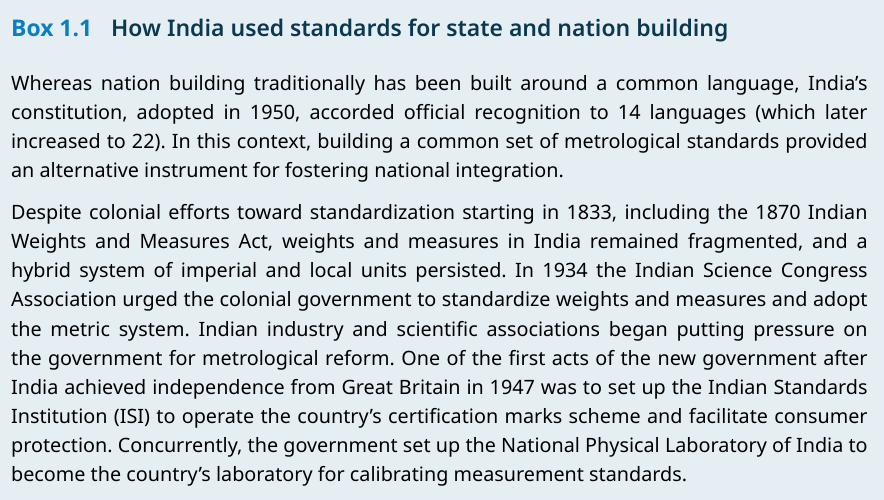 Box 1.1 How India used standards for state and nation building
Whereas nation building traditionally has been built around a common language, India’s
constitution, adopted in 1950, accorded official recognition to 14 languages (which later
increased to 22). In this context, building a common set of metrological standards provided
an alternative instrument for fostering national integration.
Despite colonial efforts toward standardization starting in 1833, including the 1870 Indian
Weights and Measures Act, weights and measures in India remained fragmented, and a
hybrid system of imperial and local units persisted. In 1934 the Indian Science Congress
Association urged the colonial government to standardize weights and measures and adopt
the metric system. Indian industry and scientific associations began putting pressure on
the government for metrological reform. One of the first acts of the new government after
India achieved independence from Great Britain in 1947 was to set up the Indian Standards
Institution (ISI) to operate the country’s certification marks scheme and facilitate consumer
protection. Concurrently, the government set up the National Physical Laboratory of India to
become the country’s laboratory for calibrating measurement standards.